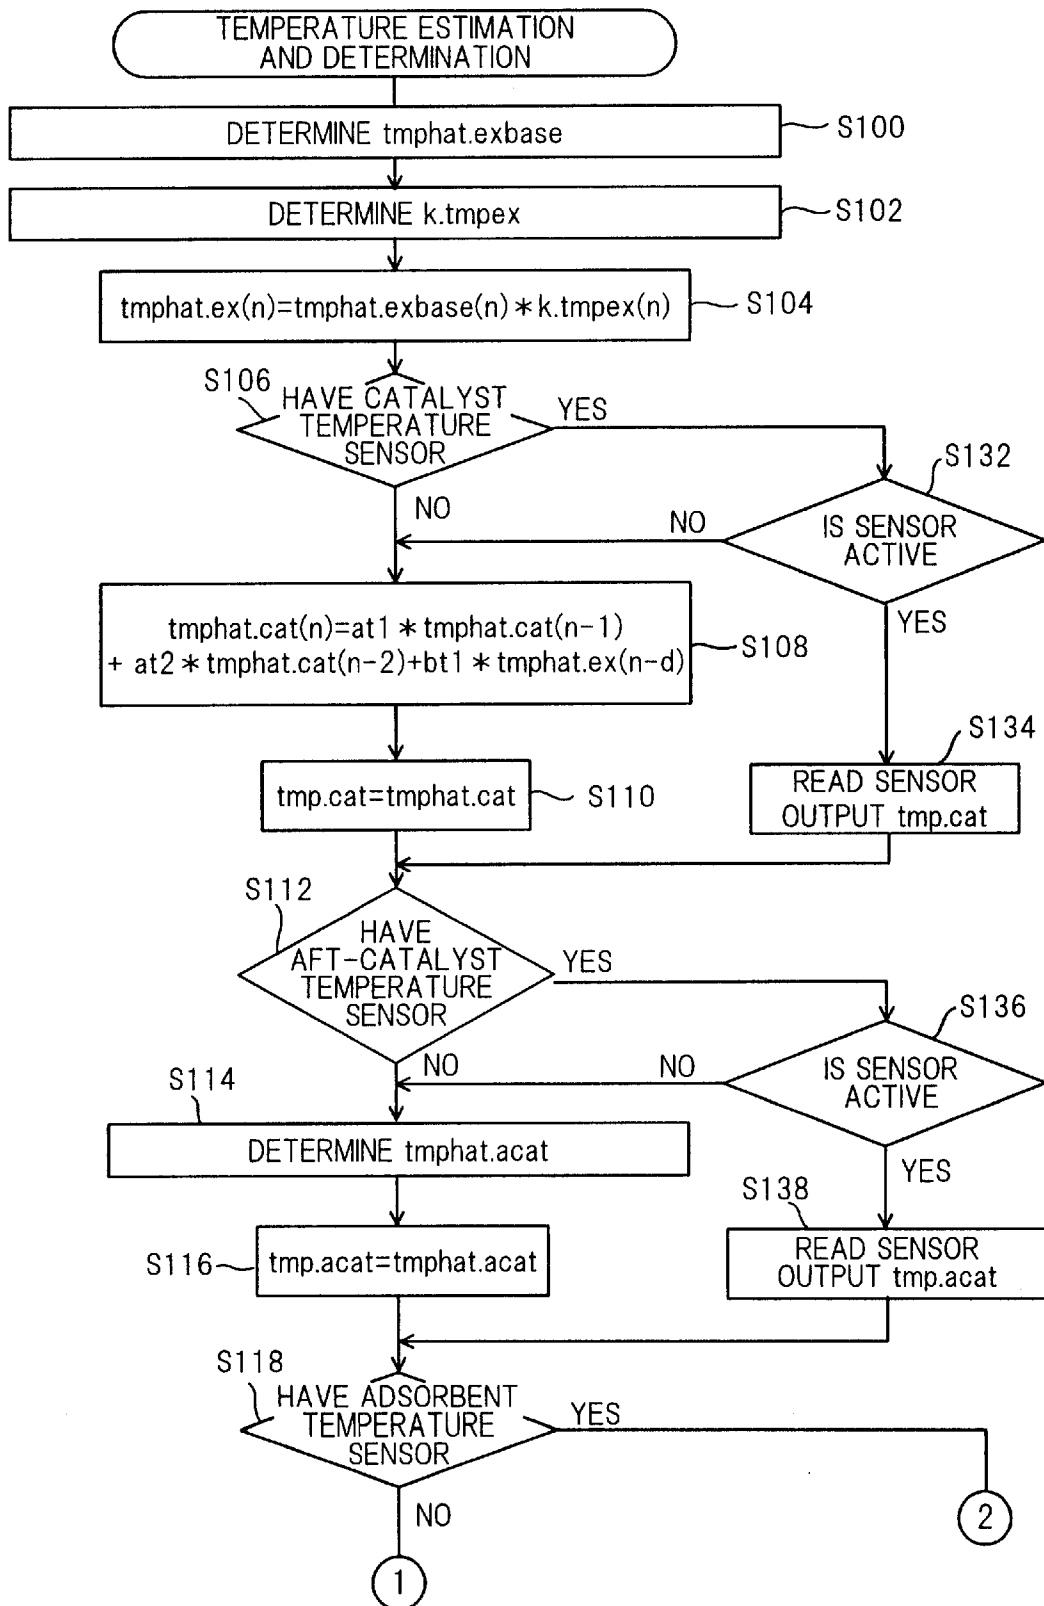 TEMPERATURE ESTIMATION
AND DETERMINATION
DETERMINE tmphat.exbase
S100
DETERMINE k.tmpex
S102
tmphat.ex(n)=tmphat.exbase(n)*k.tmpex(n)
S104
S106
HAVE CATALYST
TEMPERATURE
SENSOR
YES
NO
S132
IS SENSOR
ACTIVE
NO
YES
tmphat.cat(n)=at1*tmphat.cat(n-1)
+ at2*tmphat.cat(n-2)+bt1*tmphat.ex(n-d)
S108
S134
READ SENSOR
OUTPUT tmp.cat
tmp.cat=tmphat.cat
S110
S112
HAVE
AFT-CATALYST
TEMPERATURE
SENSOR
YES
NO
S136
IS SENSOR
ACTIVE
NO
YES
S114
DETERMINE tmphat.acat
S138
READ SENSOR
OUTPUT tmp.acat
S116
tmp.acat=tmphat.acat
S118
HAVE ADSORBENT
TEMPERATURE
SENSOR
YES
NO
2
1